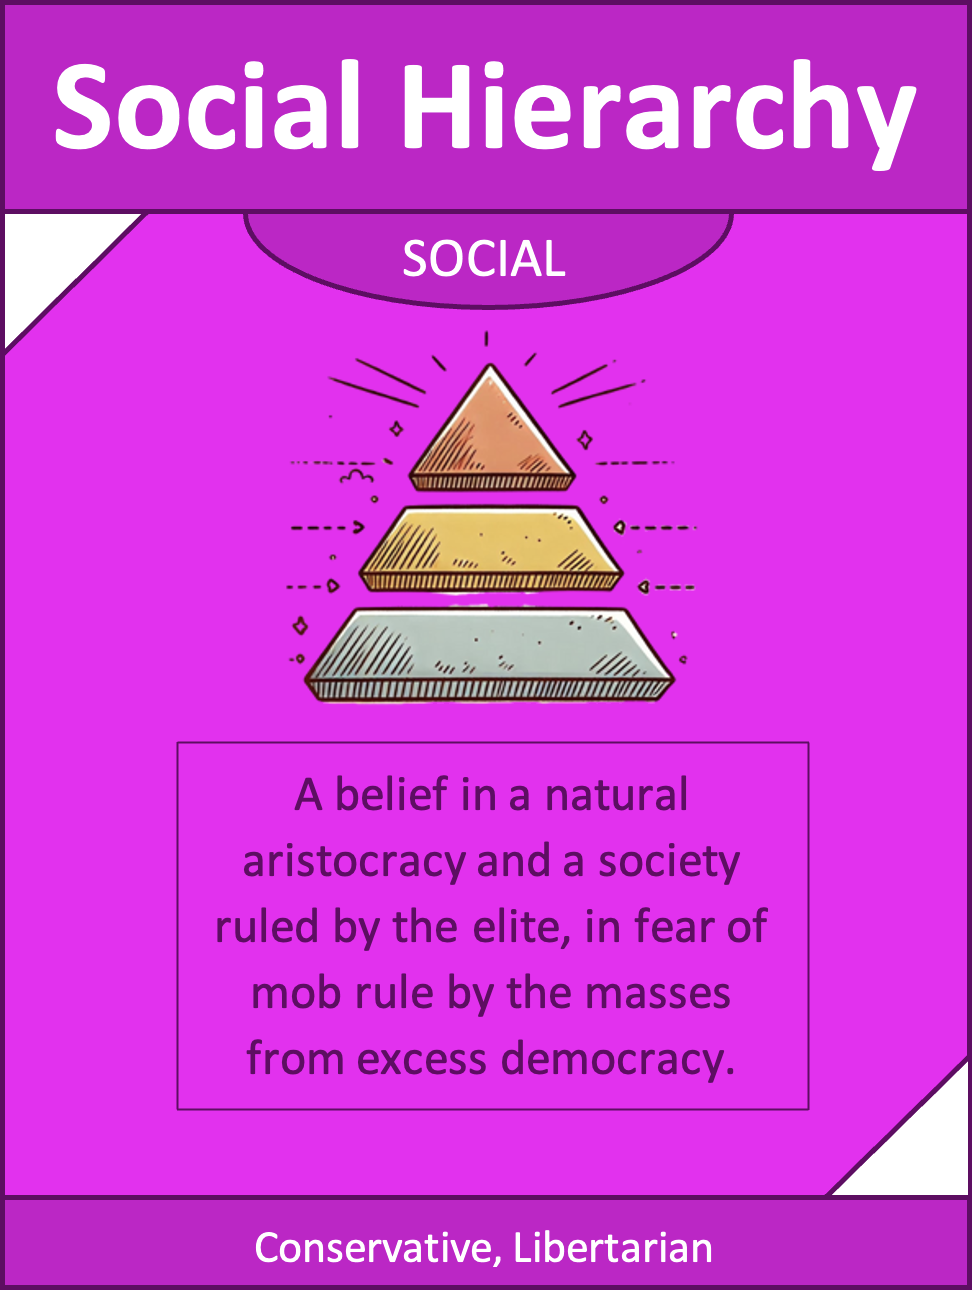 Social Hierarchy
SOCIAL
A belief in a natural
aristocracy and a society
ruled by the elite, in fear of
mob rule by the masses
from excess democracy.
Conservative, Libertarian